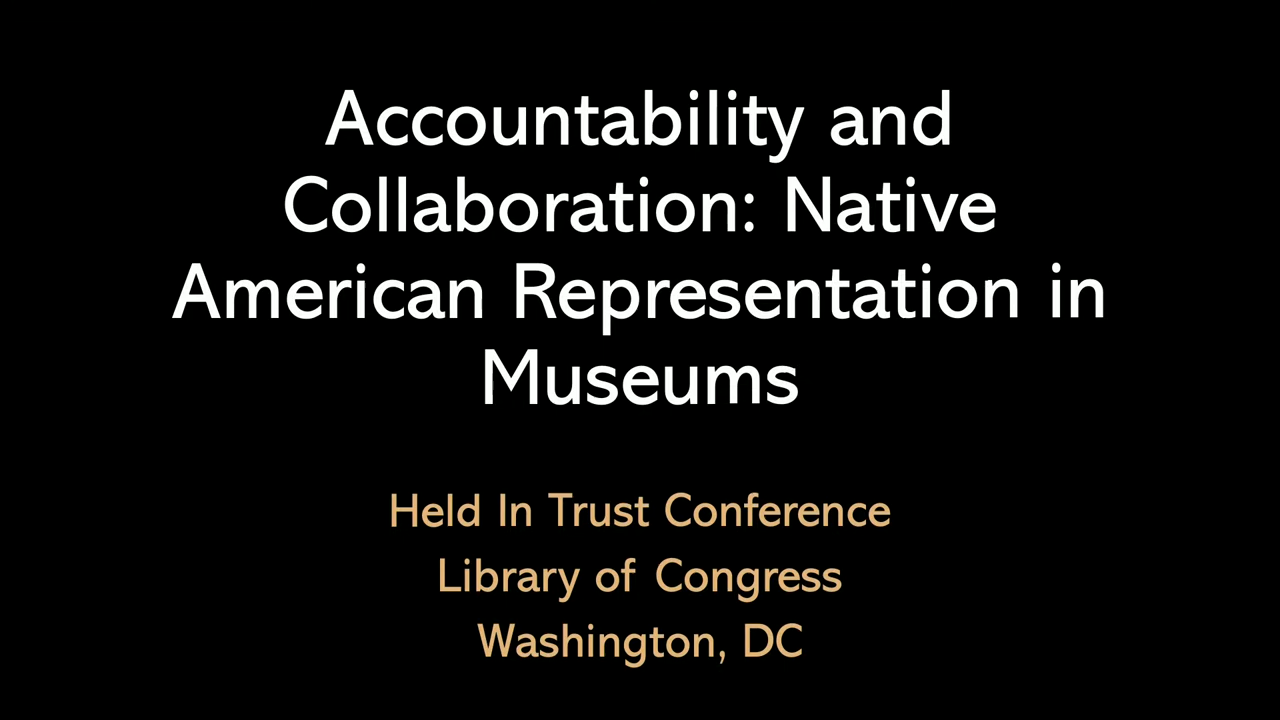 Accountability and
Collaboration: Native
American Representation in
Museums
Held In Trust Conference
Library of Congress
Washington, DC